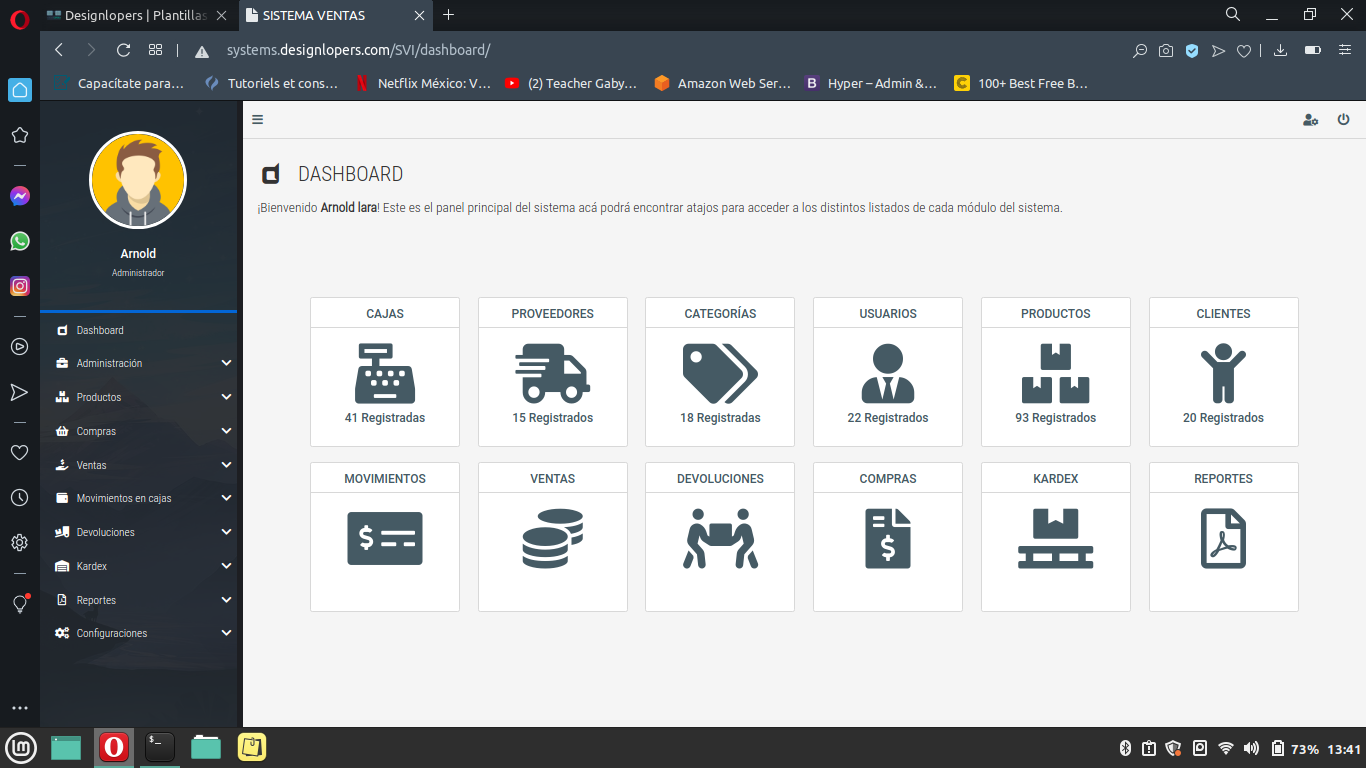 Designlopers | Plantillas
SISTEMA VENTAS
systems.designlopers.com/SVI/dashboard/
Capacítate para...
Tutoriels et cons...
Netflix México: V...
(2) Teacher Gaby...
Amazon Web Ser...
B
Hyper – Admin &...
100+ Best Free B...
Arnold
Administrador
Dashboard
Administración
Productos
Compras
Ventas
Movimientos en cajas
Devoluciones
Kardex
Reportes
Configuraciones
DASHBOARD
¡Bienvenido Arnold lara! Este es el panel principal del sistema acá podrá encontrar atajos para acceder a los distintos listados de cada módulo del sistema.
CAJAS
41 Registradas
PROVEEDORES
15 Registrados
CATEGORÍAS
18 Registradas
USUARIOS
22 Registrados
PRODUCTOS
93 Registrados
CLIENTES
20 Registrados
MOVIMIENTOS
VENTAS
DEVOLUCIONES
COMPRAS
KARDEX
REPORTES
73% 13:41